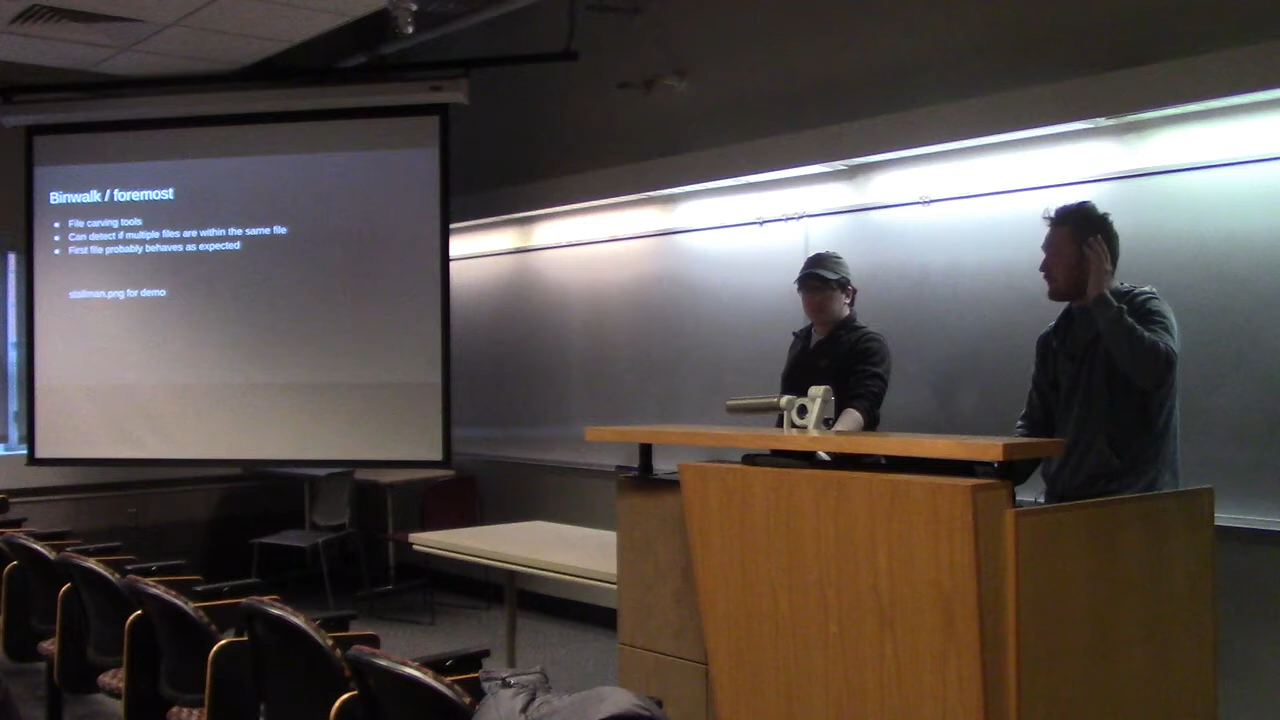 Binwalk / foremost
File carving tools
Can detect if multiple files are within the same file
First file probably behaves as expected
stallman.png for demo